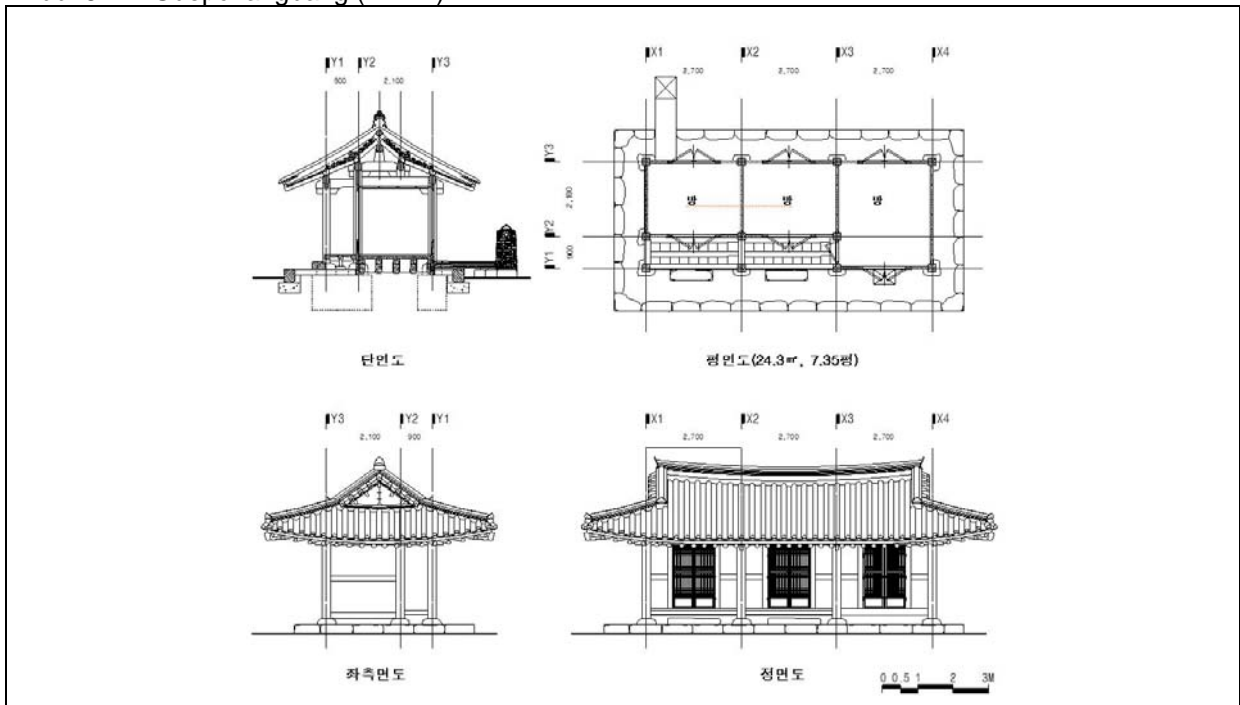 Y1 Y2 Y3
900 2,100
X1 X2 X3 X4
2,700 2,700 2,700
Y3
2,100
Y2
900
Y1
방 방 방
단면도
평면도(24.3㎡, 7.35평)
Y3 Y2 Y1
2,100 900
X1 X2 X3 X4
2,700 2,700 2,700
좌측면도
정면도
0 0.5 1 2 3M